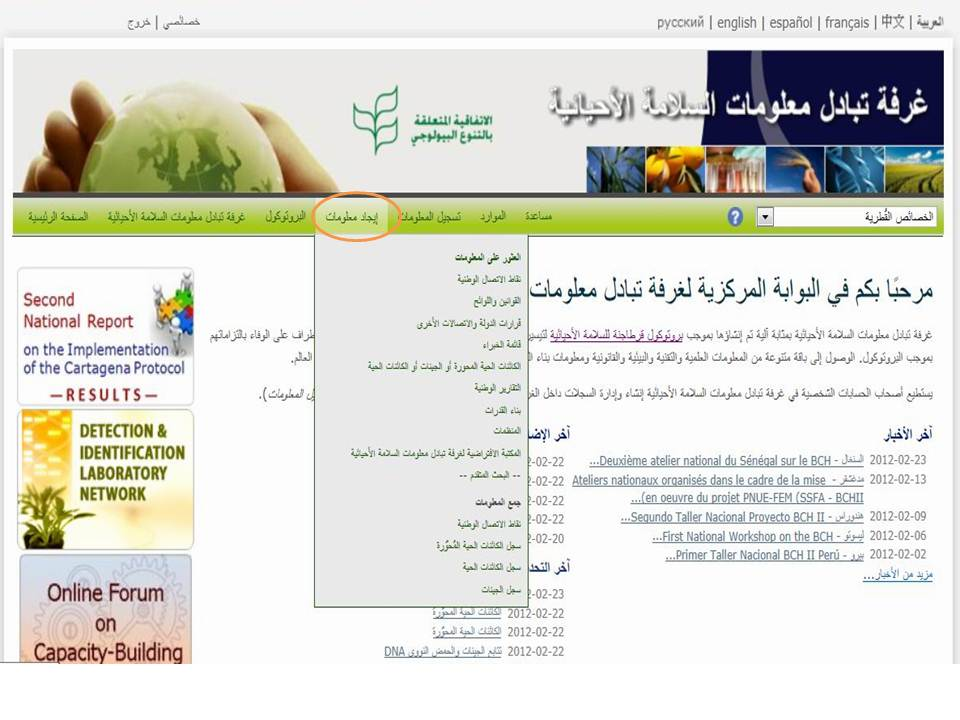 العربية | 中文 | français | español | english | русский
خصائصي | خروج
غرفة تبادل معلومات السلامة الأحيائية
الاتفاقية المتعلقة
بالتنوع البيولوجي
الصفحة الرئيسية
غرفة تبادل معلومات السلامة الأحيائية
البروتوكول
إيجاد معلومات
تسجيل المعلومات
الموارد
مساعدة
?
الخصائص القُطرية
العثور على المعلومات
نقاط الاتصال الوطنية
القوانين واللوائح
قرارات الدولة والاتصالات الأخرى
قائمة الخبراء
الكائنات الحية المحورة أو الجينات أو الكائنات الحية
التقارير الوطنية
بناء القدرات
المنظمات
المكتبة الافتراضية لغرفة تبادل معلومات السلامة الأحيائية
-- البحث المتقدم --
جمع المعلومات
نقاط الاتصال الوطنية
سجل الكائنات الحية المُحوَّرة
سجل الكائنات الحية
سجل الجينات
مرحبًا بكم في البوابة المركزية لغرفة تبادل معلومات
غرفة تبادل معلومات السلامة الأحيائية بمثابة آلية تم إنشاؤها بموجب بروتوكول قرطاجنة للسلامة الأحيائية لتيسير
على الوفاء بالتزاماتهم
بموجب البروتوكول. الوصول إلى باقة متنوعة من المعلومات العلمية والتقنية والبيئية والقانونية ومعلومات بناء
العالم.
يستطيع أصحاب الحسابات الشخصية في غرفة تبادل معلومات السلامة الأحيائية إنشاء وإدارة السجلات داخل
المعلومات).
آخر الأخبار
2012-02-23 السنغال - Deuxième atelier national du Sénégal sur le BCH...
2012-02-13 مدغشقر - Ateliers nationaux organisés dans le cadre de la mise
en oeuvre du projet PNUE-FEM (SSFA - BCHII)...
2012-02-09 هندوراس - Segundo Taller Nacional Proyecto BCH II...
2012-02-06 ليسوتو - First National Workshop on the BCH...
2012-02-02 بيرو - Primer Taller Nacional BCH II Perú...
مزيد من الأخبار...
آخر
02-22
2-02-22
2-02-22
2-02-22
2-02-20
آخر
2-02-23
2012-02-22 الكائنات الحية المحوَّرة
2012-02-22 الكائنات الحية المحوَّرة
2012-02-22 تتابع الجينات والحمض النووي DNA
Second
National Report
on the Implementation
of the Cartagena Protocol
—RESULTS—
DETECTION &
IDENTIFICATION
LABORATORY
NETWORK
Online Forum
on
Capacity-Building